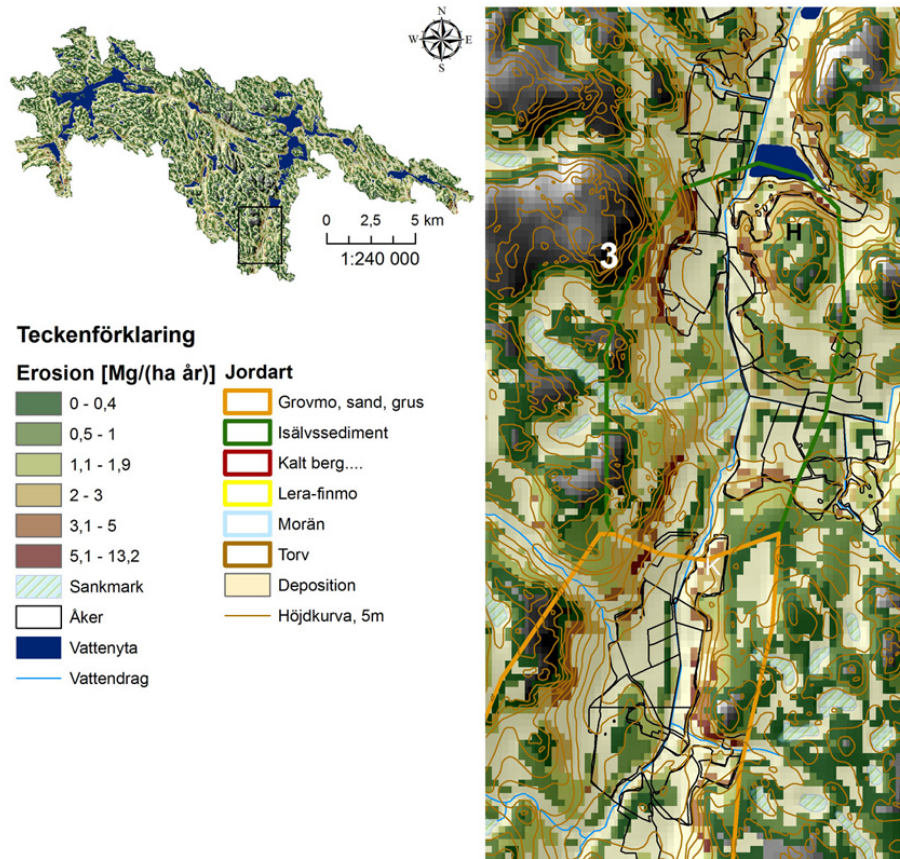 N
W E
S
0 2,5 5 km
1:240 000
Teckenförklaring
Erosion [Mg/(ha år)]
0 - 0,4
0,5 - 1
1,1 - 1,9
2 - 3
3,1 - 5
5,1 - 13,2
Sankmark
Åker
Vattenyta
Vattendrag
Jordart
Grovmo, sand, grus
Isälvssediment
Kalt berg....
Lera-finmo
Morän
Torv
Deposition
Höjdkurva, 5m
H
3
K